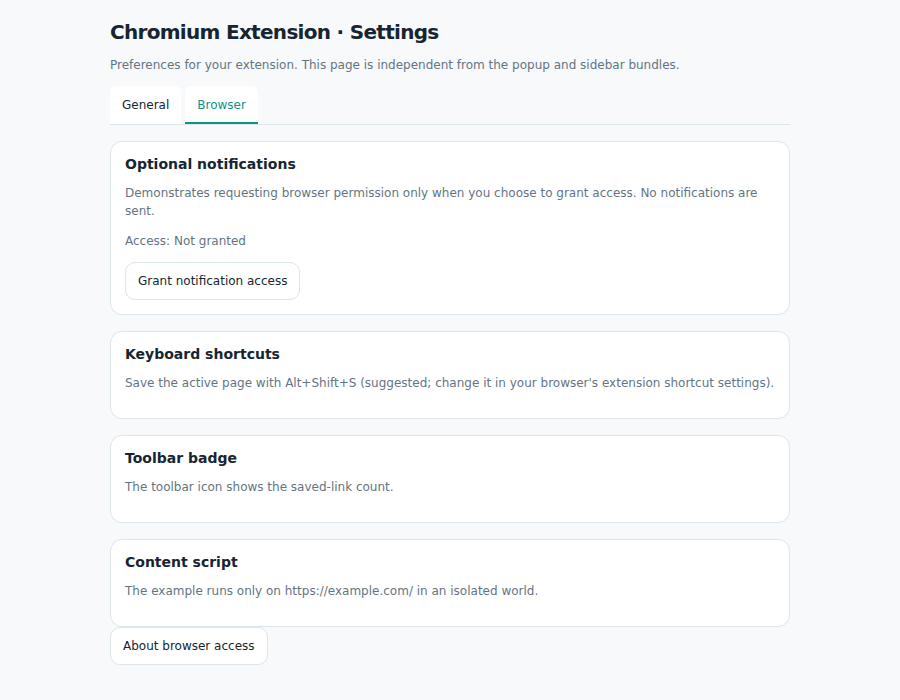 Chromium Extension · Settings
Preferences for your extension. This page is independent from the popup and sidebar bundles.
General
Browser
Optional notifications
Demonstrates requesting browser permission only when you choose to grant access. No notifications are
sent.
Access: Not granted
Grant notification access
Keyboard shortcuts
Save the active page with Alt+Shift+S (suggested; change it in your browser's extension shortcut settings).
Toolbar badge
The toolbar icon shows the saved-link count.
Content script
The example runs only on https://example.com/ in an isolated world.
About browser access